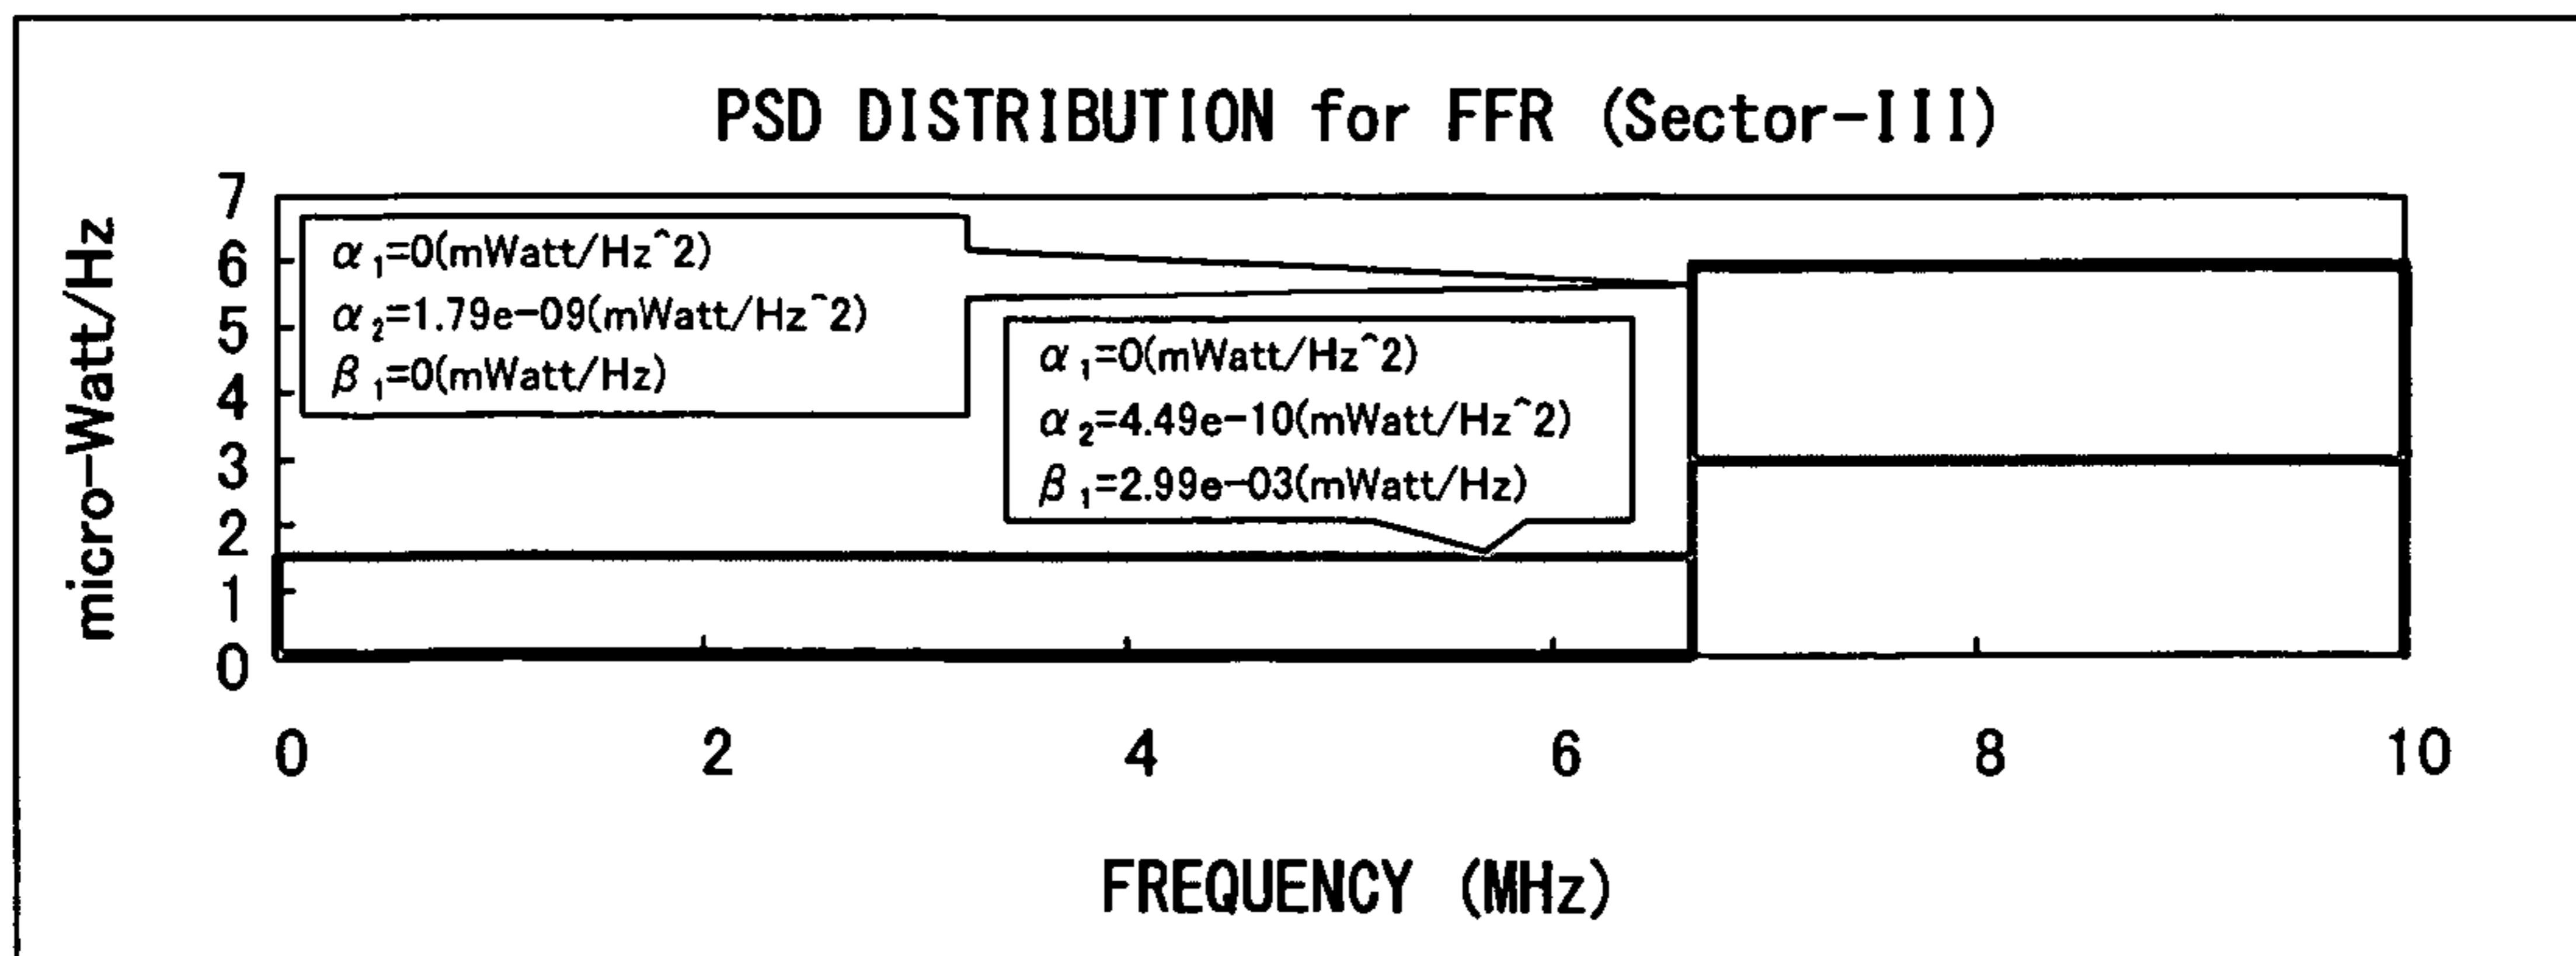 PSD DISTRIBUTION for FFR (Sector-III)
micro-Watt/Hz
7
6
5
4
3
2
1
0
α₁=0(mWatt/Hz^2)
α₂=1.79e-09(mWatt/Hz^2)
β₁=0(mWatt/Hz)
α₁=0(mWatt/Hz^2)
α₂=4.49e-10(mWatt/Hz^2)
β₁=2.99e-03(mWatt/Hz)
0 2 4 6 8 10
FREQUENCY (MHz)